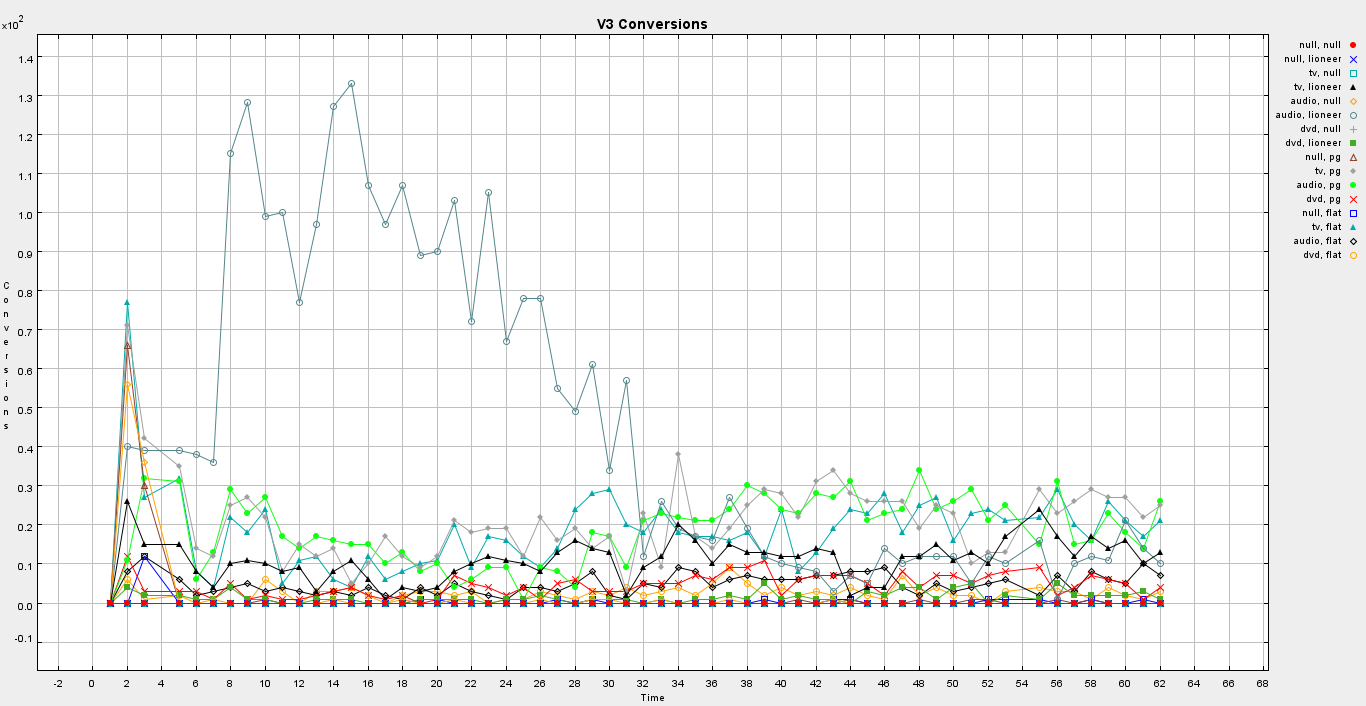 V3 Conversions
x10²
1.4
1.3
1.2
1.1
1.0
0.9
0.8
0.7
0.6
0.5
0.4
0.3
0.2
0.1
0.0
-0.1
Conversions
-2 0 2 4 6 8 10 12 14 16 18 20 22 24 26 28 30 32 34 36 38 40 42 44 46 48 50 52 54 56 58 60 62 64 66 68
Time
null, null
null, lioneer
tv, null
tv, lioneer
audio, null
audio, lioneer
dvd, null
dvd, lioneer
null, pg
tv, pg
audio, pg
dvd, pg
null, flat
tv, flat
audio, flat
dvd, flat